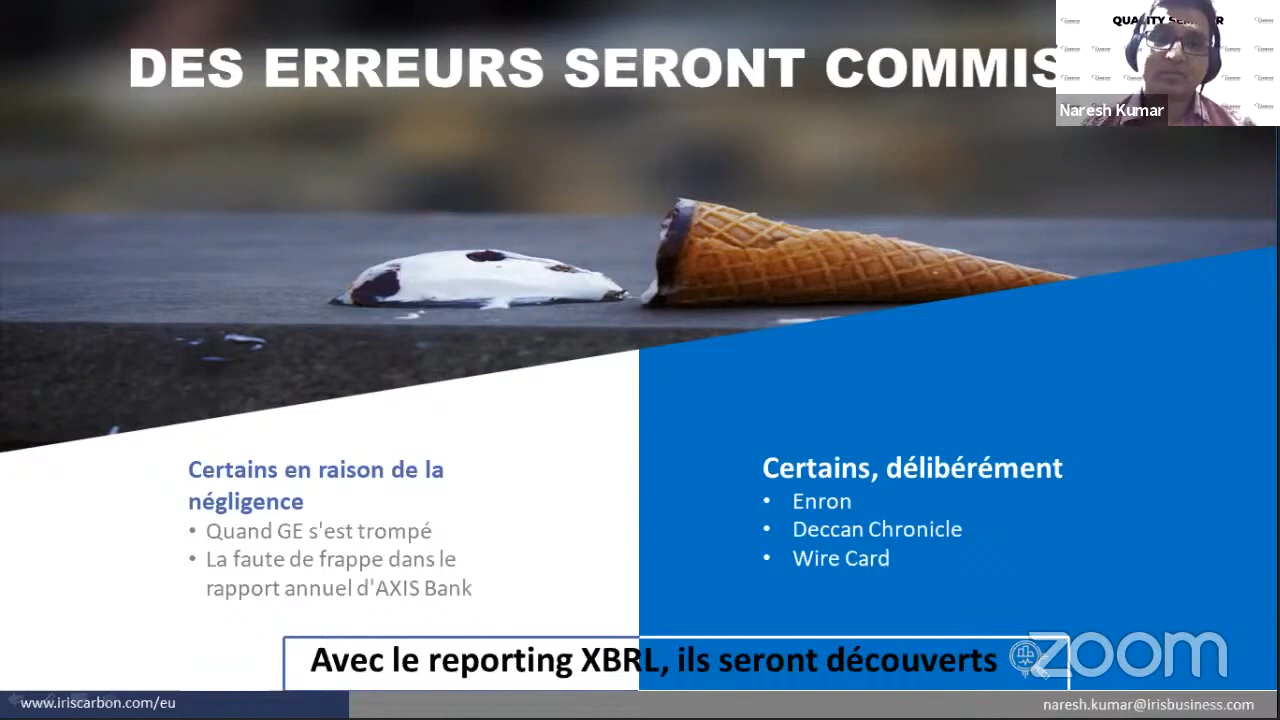 DES ERREURS SERONT COMMIS
Naresh Kumar
Certains en raison de la
négligence
• Quand GE s'est trompé
• La faute de frappe dans le
rapport annuel d'AXIS Bank
Certains, délibérément
• Enron
• Deccan Chronicle
• Wire Card
Avec le reporting XBRL, ils seront découverts
zoom
www.iriscarbon.com/eu
naresh.kumar@irisbusiness.com